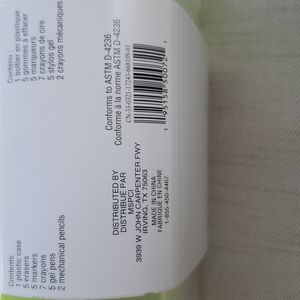 Contents:
1 plastic case
5 erasers
5 markers
7 crayons
5 gel pens
2 mechanical pencils
Contenu :
1 boîtier en plastique
5 gommes à effacer
5 marqueurs
7 crayons de cire
5 stylos gel
2 crayons mécaniques
Conforms to ASTM D-4236
Conforme à la norme ASTM D-4236
DISTRIBUTED BY
DISTRIBUÉ PAR
MSPCI
3939 W JOHN CARPENTER FWY
IRVING, TX 75063
MADE IN CHINA
FABRIQUÉ EN CHINE
1-855-450-4467